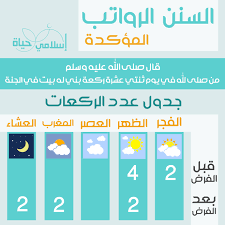 السنن الرواتب
المؤكدة
إسلامي حياة
قال صلى الله عليه وسلم
من صلى لله في يوم ثنتي عشرة ركعة بني له بيت في الجنة
جدول عدد الركعات
الفجر الظهر العصر المغرب العشاء
قبل الفرض 2 4
بعد الفرض 2 2 2